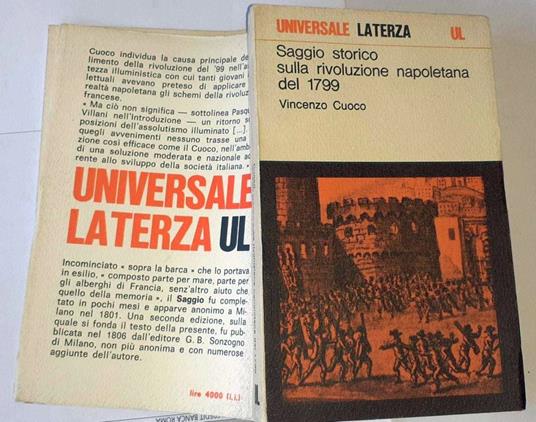 Cuoco individua la causa principale de
limento della rivoluzione del '99 nell'a
tezza illuministica con cui tanti giovani i
lettuali avevano preteso di applicare
realtà napoletana gli schemi della rivoluz
francese.
« Ma ciò non significa — sottolinea Pasqu
Villani nell'Introduzione — un ritorno su
posizioni dell'assolutismo illuminato [...].
quegli avvenimenti nessuno trasse una
zione così efficace come il Cuoco, nell'amb
di una soluzione moderata e nazionale ad
rente allo sviluppo della società italiana. »
UNIVERSALE
LATERZA UL
Incominciato « sopra la barca » che lo portava
in esilio, « composto parte per mare, parte per
gli alberghi di Francia, senz'altro aiuto che
quello della memoria », il Saggio fu comple-
tato in pochi mesi e apparve anonimo a Mi-
lano nel 1801. Una seconda edizione, sulla
quale si fonda il testo della presente, fu pub-
blicata nel 1806 dall'editore G. B. Sonzogno
di Milano, non più anonima e con numerose
aggiunte dell'autore.
lire 4000 (i.i.)
UNIVERSALE LATERZA UL
Saggio storico
sulla rivoluzione napoletana
del 1799
Vincenzo Cuoco
L
BANCA ROMA